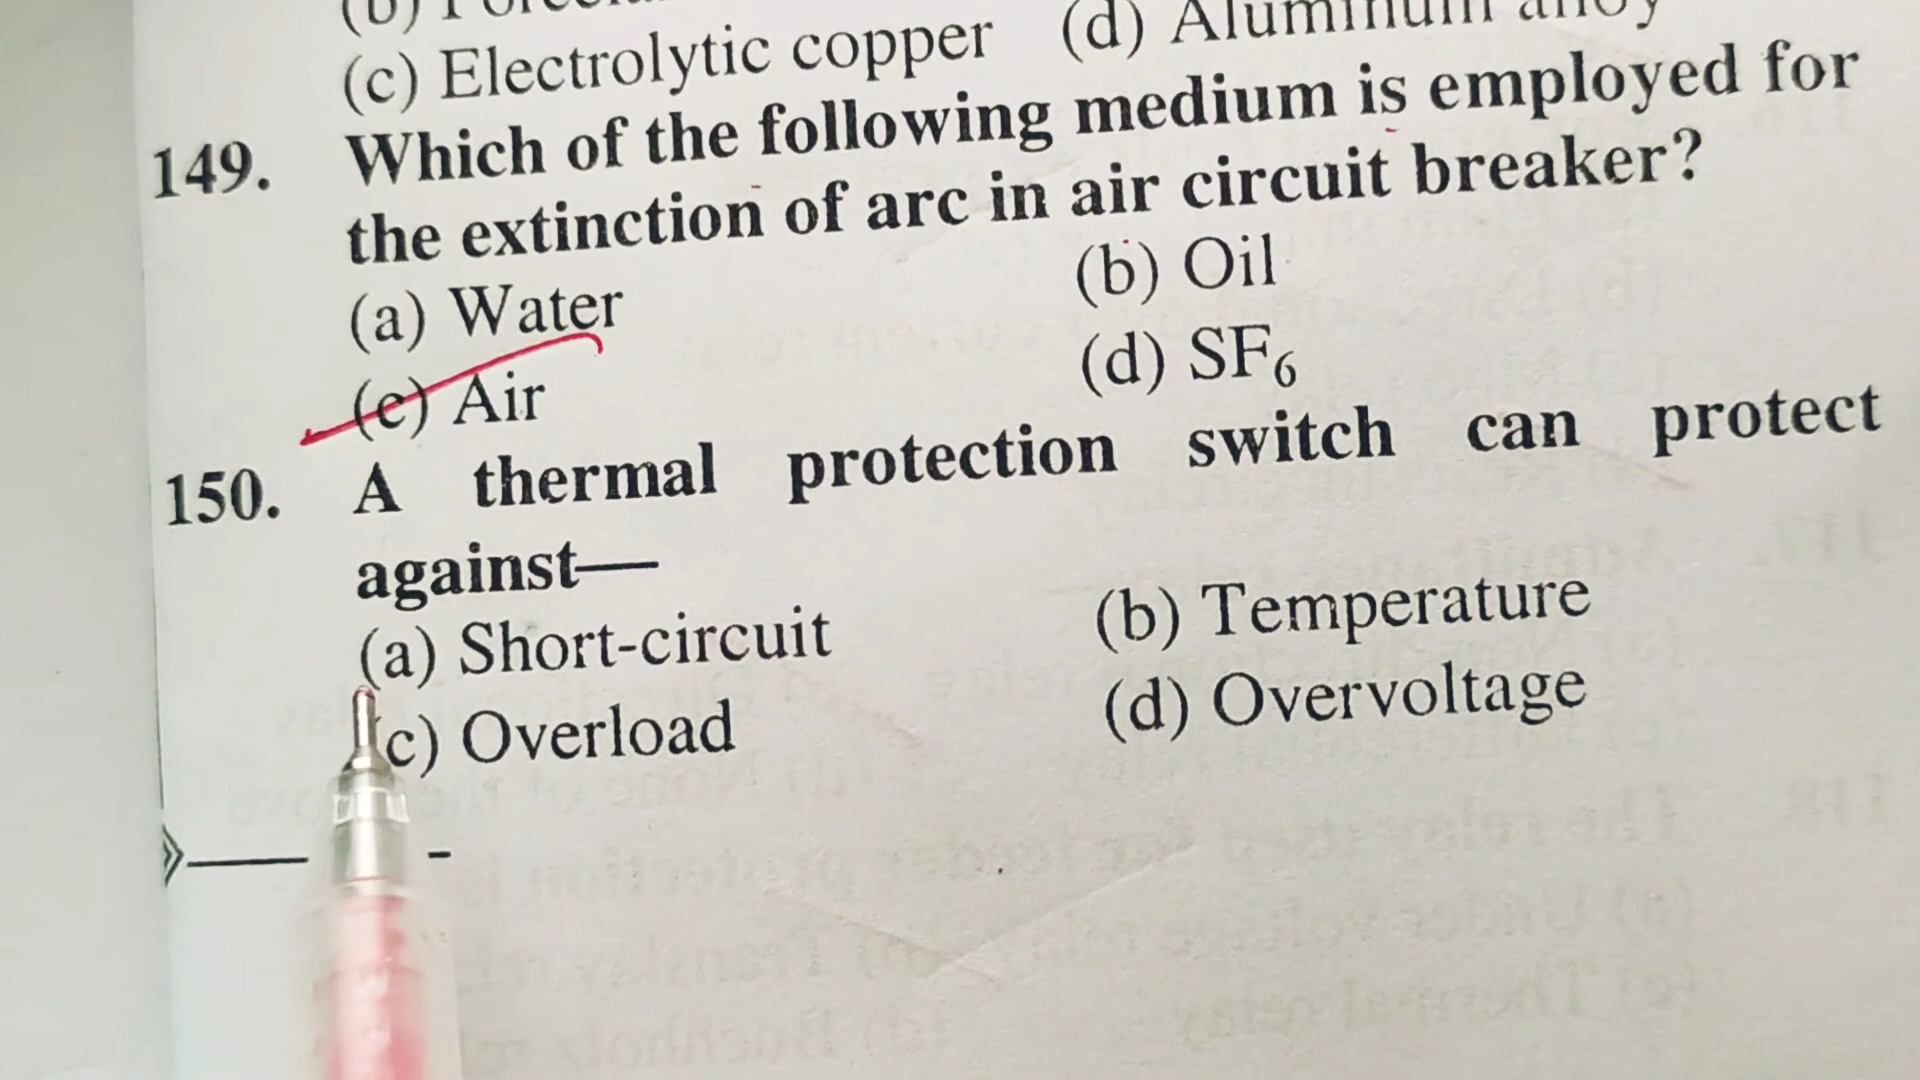 (c) Electrolytic copper (d) Aluminum alloy
149. Which of the following medium is employed for
the extinction of arc in air circuit breaker?
(a) Water (b) Oil
(c) Air (d) SF₆
150. A thermal protection switch can protect
against—
(a) Short-circuit (b) Temperature
(c) Overload (d) Overvoltage